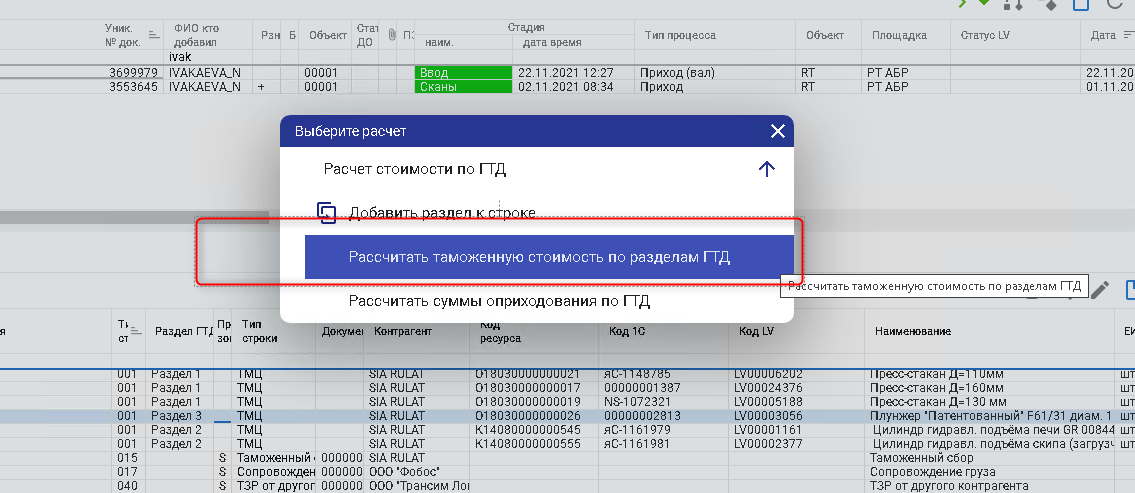 Уник. № док. ФИО кто добавил Рзн Б Объект Стат ДО ПЗ Стадия наим. дата время Тип процесса Объект Площадка Статус LV Дата
ivak
3699979 IVAKAEVA_N 00001 Ввод 22.11.2021 12:27 Приход (вал) RT РТ АБР 22.11.20
3553645 IVAKAEVA_N + 00001 Сканы 02.11.2021 08:34 Приход RT РТ АБР 01.11.20
Выберите расчет
Расчет стоимости по ГТД
Добавить раздел к строке
Рассчитать таможенную стоимость по разделам ГТД
Рассчитать таможенную стоимость по разделам ГТД
Рассчитать суммы оприходования по ГТД
Раздел ГТД Тип строки Докумен Контрагент Код ресурса Код 1С Код LV Наименование
001 Раздел 1 ТМЦ SIA RULAT О18030000000021 яС-1148785 LV00006202 Пресс-стакан Д=110мм шт
001 Раздел 1 ТМЦ SIA RULAT О18030000000017 00000001387 LV00024376 Пресс-стакан Д=160мм шт
001 Раздел 1 ТМЦ SIA RULAT О18030000000019 NS-1072321 LV00005188 Пресс-стакан Д=130 мм шт
001 Раздел 3 ТМЦ SIA RULAT О18030000000026 00000002813 LV00003056 Плунжер "Патентованный" F61/31 диам. 1 шт
001 Раздел 2 ТМЦ SIA RULAT К14080000000545 яС-1161979 LV00001161 Цилиндр гидравл. подъёма печи GR 00844 шт
001 Раздел 2 ТМЦ SIA RULAT К14080000000555 яС-1161981 LV00002377 Цилиндр гидравл. подъёма скипа (загрузч шт
015 S Таможенный 000000 SIA RULAT Таможенный сбор
017 S Сопровожден 000000 ООО "Фобос" Сопровождение груза
040 S ТЗР от другого 000000 ООО "Трансим Ло ТЗР от другого контрагента